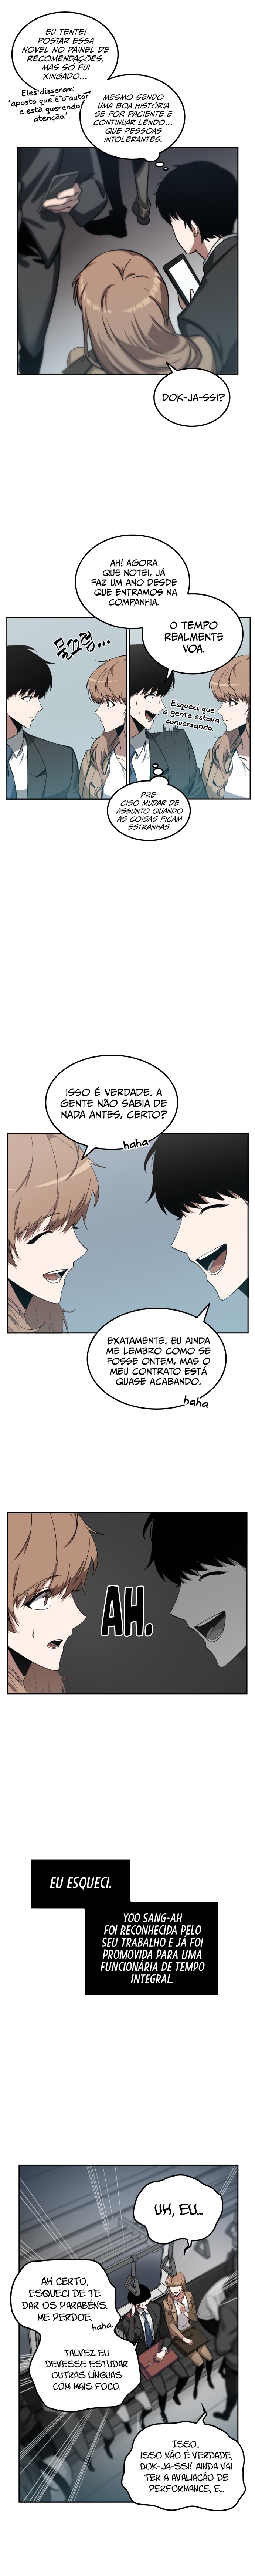 EU TENTEI
POSTAR ESSA
NOVEL NO PAINEL DE
RECOMENDAÇÕES,
MAS SÓ FUI
XINGADO...
Eles disseram:
'aposto que é o autor
e está querendo
atenção.'
MESMO SENDO
UMA BOA HISTÓRIA
SE FOR PACIENTE E
CONTINUAR LENDO...
QUE PESSOAS
INTOLERANTES.
DOK-JA-SSI?
AH! AGORA
QUE NOTEI, JÁ
FAZ UM ANO DESDE
QUE ENTRAMOS NA
COMPANHIA.
O TEMPO
REALMENTE
VOA.
Esqueci que
a gente estava
conversando.
PRE-
CISO MUDAR DE
ASSUNTO QUANDO
AS COISAS FICAM
ESTRANHAS.
ISSO É VERDADE. A
GENTE NÃO SABIA DE
NADA ANTES, CERTO?
haha
EXATAMENTE. EU AINDA
ME LEMBRO COMO SE
FOSSE ONTEM, MAS O
MEU CONTRATO ESTÁ
QUASE ACABANDO.
haha
AH.
EU ESQUECI.
YOO SANG-AH
FOI RECONHECIDA PELO
SEU TRABALHO E JÁ FOI
PROMOVIDA PARA UMA
FUNCIONÁRIA DE TEMPO
INTEGRAL.
UH, EU...
AH CERTO,
ESQUECI DE TE
DAR OS PARABÉNS.
ME PERDOE.
haha
TALVEZ EU
DEVESSE ESTUDAR
OUTRAS LÍNGUAS
COM MAIS FOCO.
ISSO...
ISSO NÃO É VERDADE,
DOK-JA-SSI! AINDA VAI
TER A AVALIAÇÃO DE
PERFORMANCE, E...